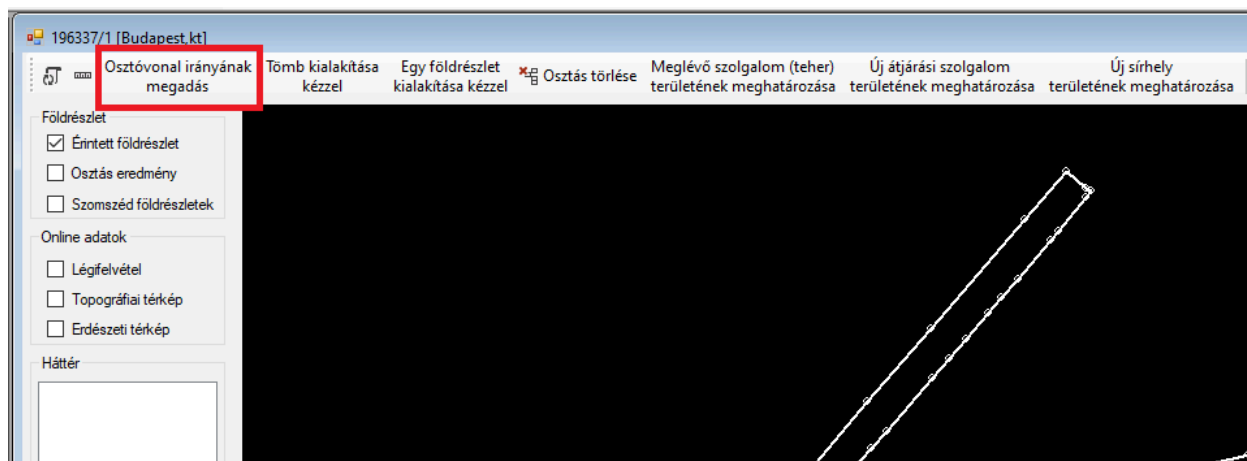 196337/1 [Budapest,kt]
Osztóvonal irányának
megadás
Tömb kialakítása
kézzel
Egy földrészlet
kialakítása kézzel
Osztás törlése
Meglévő szolgalom (teher)
területének meghatározása
Új átjárási szolgalom
területének meghatározása
Új sírhely
területének meghatározása
Földrészlet
Érintett földrészlet
Osztás eredmény
Szomszéd földrészletek
Online adatok
Légifelvétel
Topográfiai térkép
Erdészeti térkép
Háttér